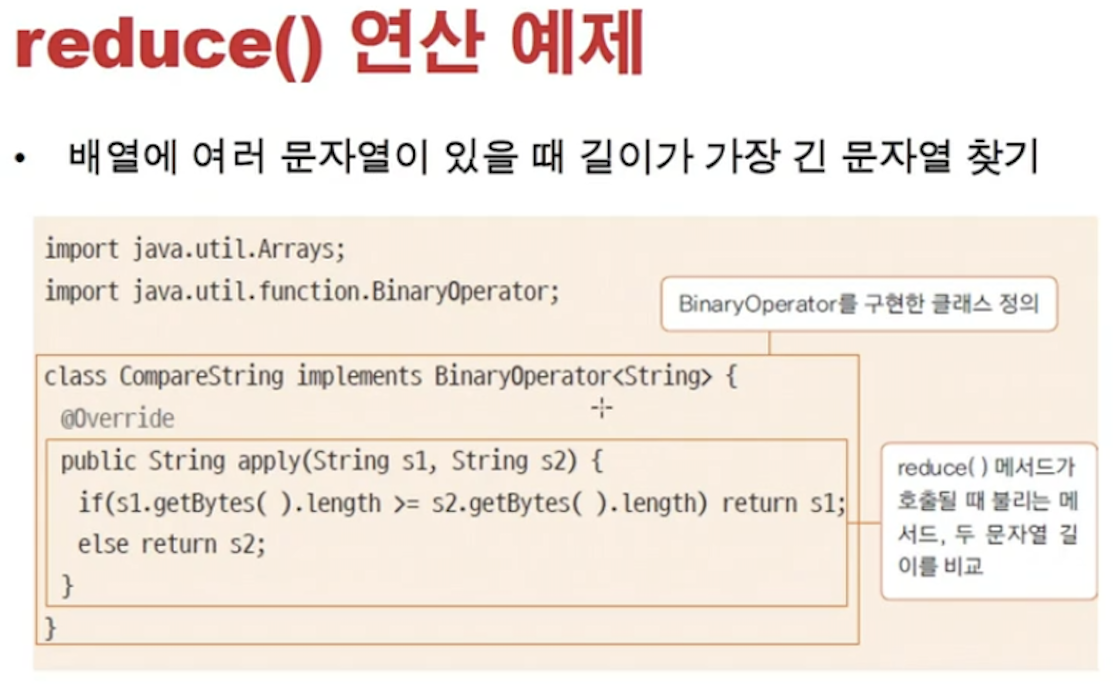 reduce() 연산 예제
• 배열에 여러 문자열이 있을 때 길이가 가장 긴 문자열 찾기
import java.util.Arrays;
import java.util.function.BinaryOperator;
BinaryOperator를 구현한 클래스 정의
class CompareString implements BinaryOperator<String> {
@Override
public String apply(String s1, String s2) {
if(s1.getBytes( ).length >= s2.getBytes( ).length) return s1;
else return s2;
}
}
reduce( ) 메서드가
호출될 때 불리는 메
서드, 두 문자열 길
이를 비교